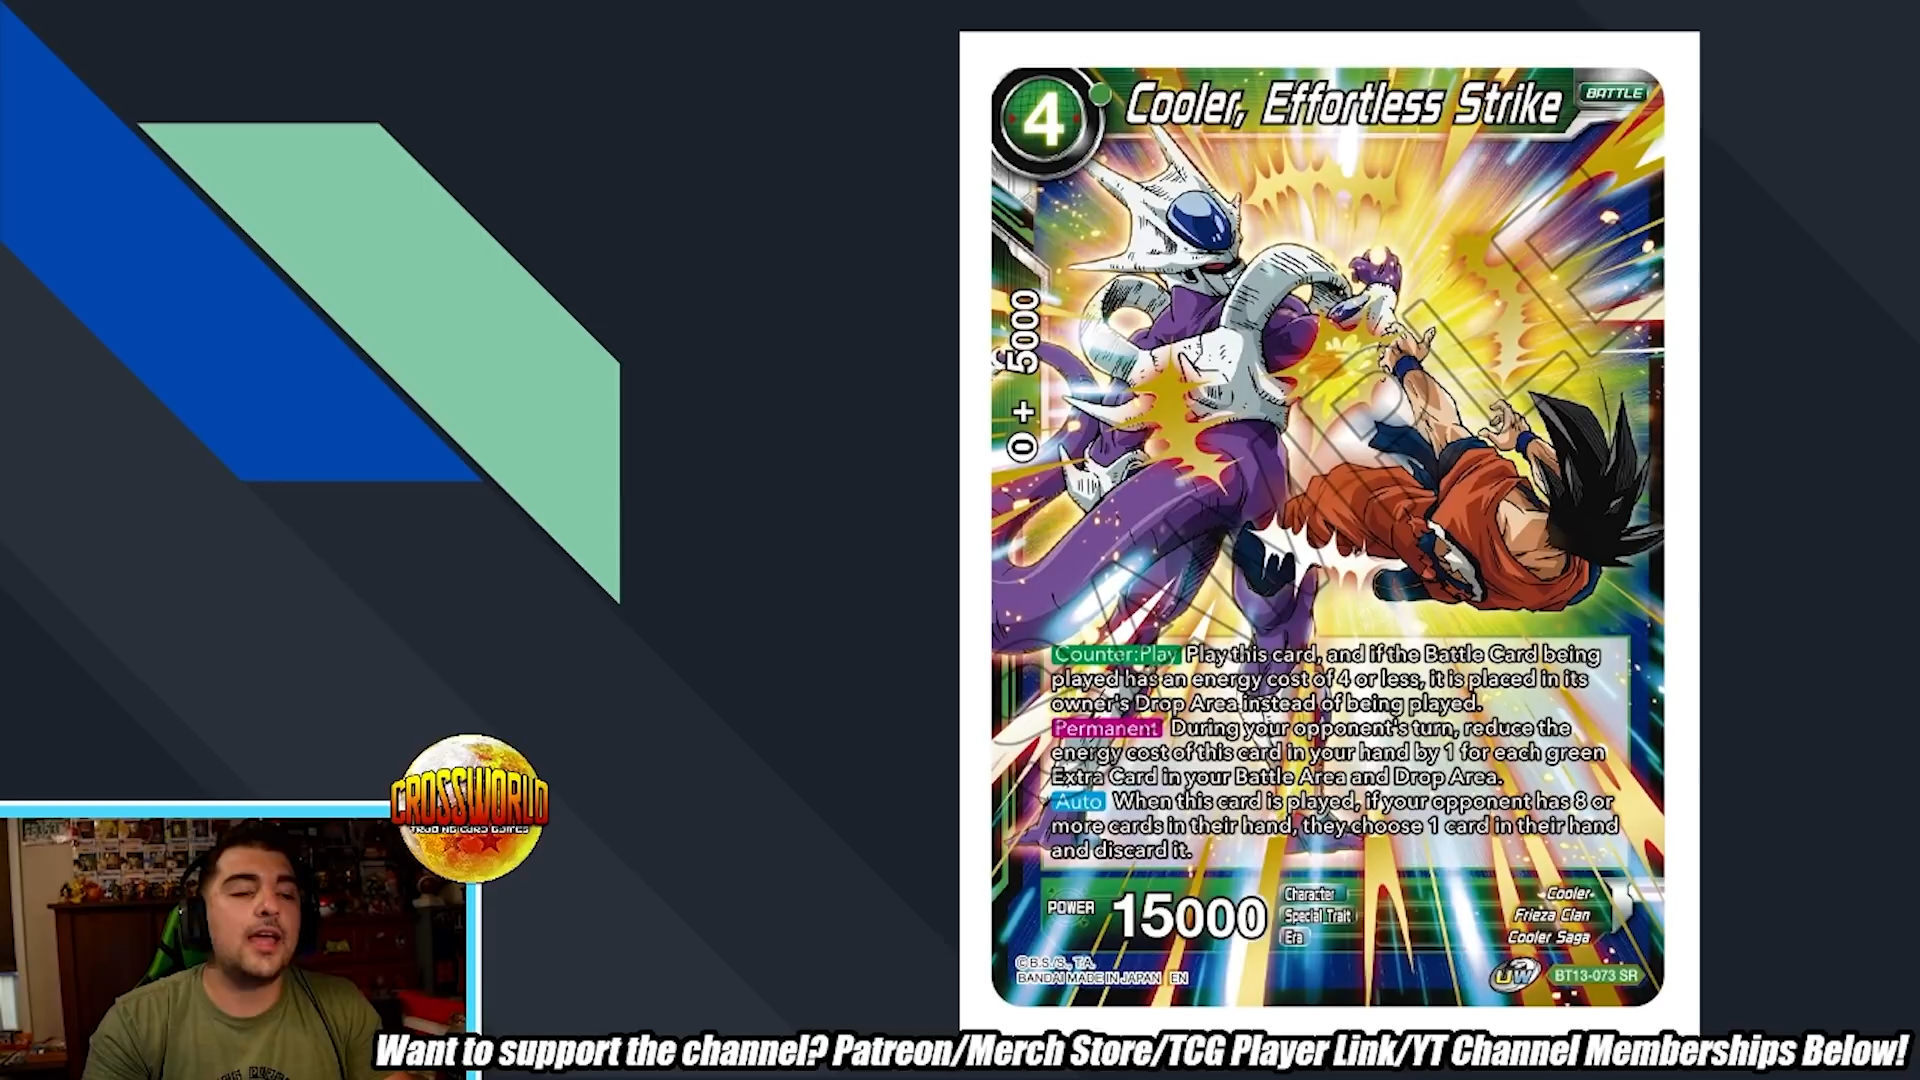 4
Cooler, Effortless Strike
BATTLE
0 + 5000
SAMPLE
Counter:Play Play this card, and if the Battle Card being
played has an energy cost of 4 or less, it is placed in its
owner's Drop Area instead of being played.
Permanent During your opponent's turn, reduce the
energy cost of this card in your hand by 1 for each green
Extra Card in your Battle Area and Drop Area.
Auto When this card is played, if your opponent has 8 or
more cards in their hand, they choose 1 card in their hand
and discard it.
POWER 15000
Character Cooler
Special Trait Frieza Clan
Era Cooler Saga
©B.S./S., T.A.
BANDAI MADE IN JAPAN EN
UW BT13-073 SR
CROSSWORLD
TRADING CARD GAMES
Want to support the channel? Patreon/Merch Store/TCG Player Link/YT Channel Memberships Below!